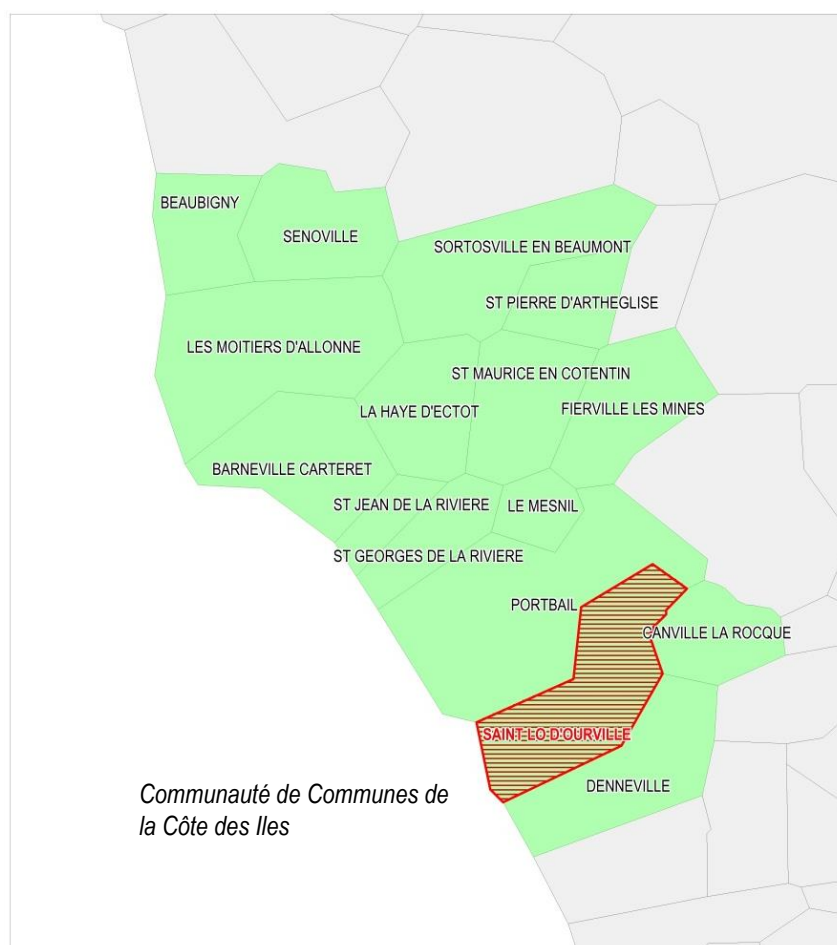 BEAUBIGNY
SENOVILLE
SORTOSVILLE EN BEAUMONT
ST PIERRE D'ARTHEGLISE
LES MOITIERS D'ALLONNE
ST MAURICE EN COTENTIN
LA HAYE D'ECTOT
FIERVILLE LES MINES
BARNEVILLE CARTERET
ST JEAN DE LA RIVIERE
LE MESNIL
ST GEORGES DE LA RIVIERE
PORTBAIL
CANVILLE LA ROCQUE
SAINT LO D'OURVILLE
DENNEVILLE
Communauté de Communes de
la Côte des Iles